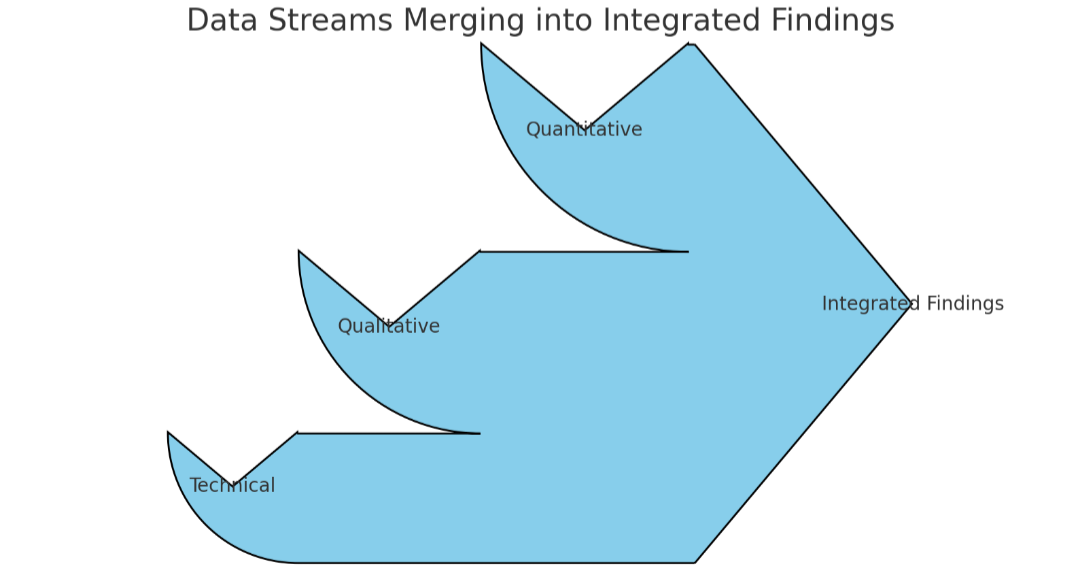 Data Streams Merging into Integrated Findings
Quantitative
Integrated Findings
Qualitative
Technical